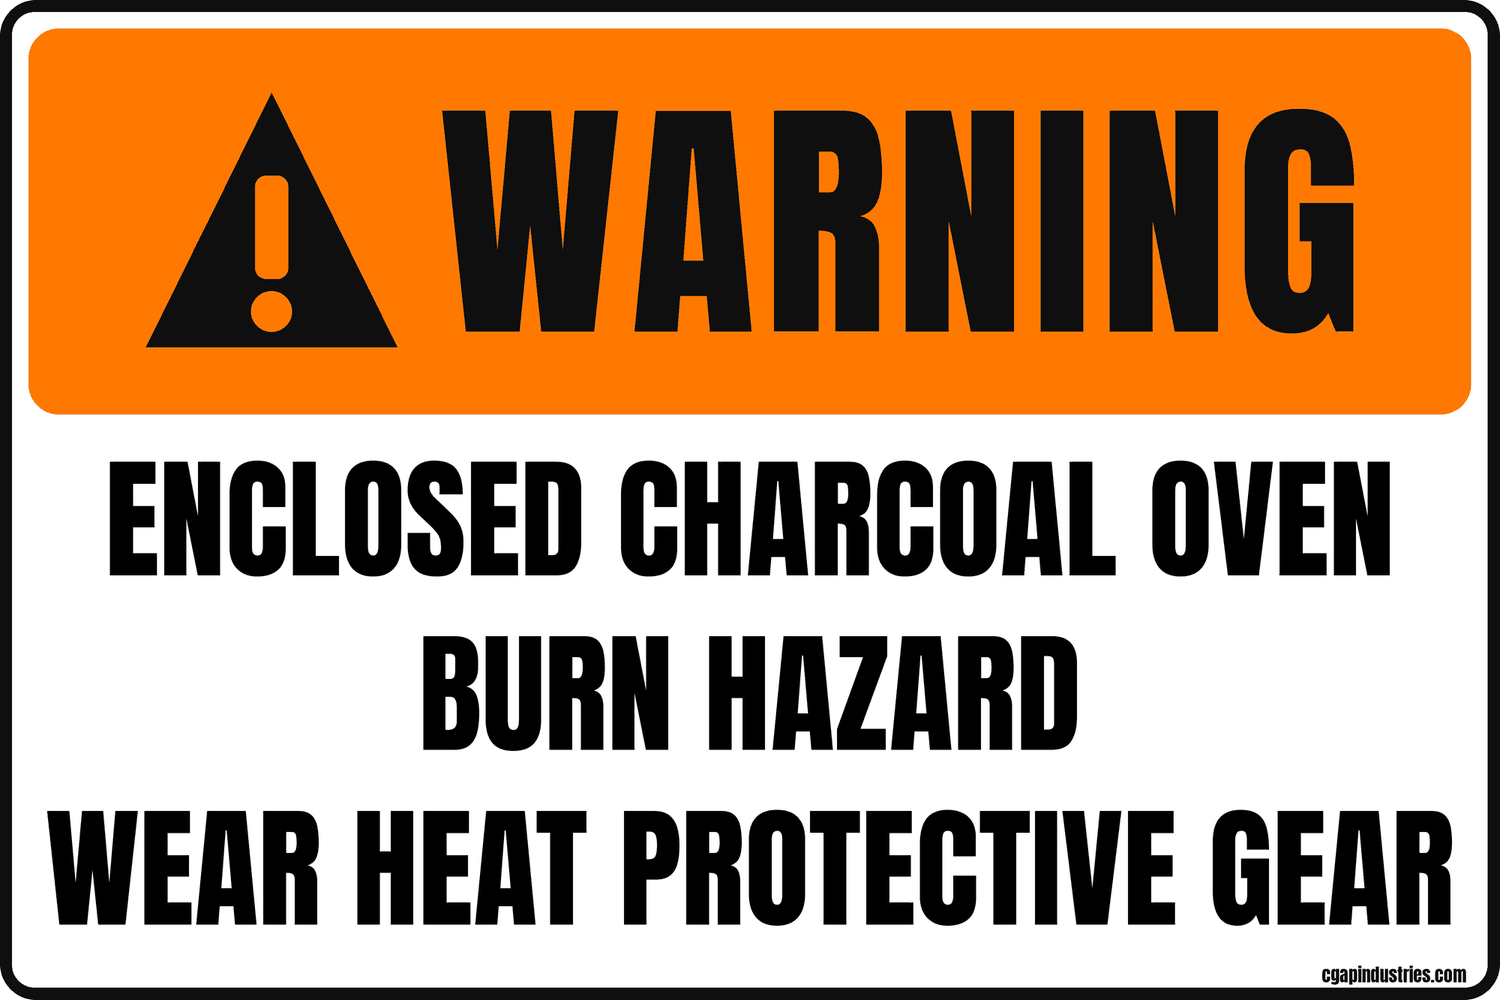 WARNING
ENCLOSED CHARCOAL OVEN
BURN HAZARD
WEAR HEAT PROTECTIVE GEAR
cgapindustries.com